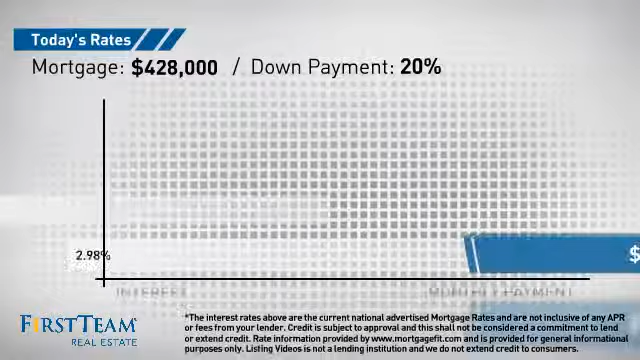 Today's Rates
Mortgage: $428,000 / Down Payment: 20%
2.98%
$
INTEREST
MONTHLY PAYMENT
FIRSTTEAM®
REAL ESTATE
*The interest rates above are the current national advertised Mortgage Rates and are not inclusive of any APR
or fees from your lender. Credit is subject to approval and this shall not be considered a commitment to lend
or extend credit. Rate information provided by www.mortgagefit.com and is provided for general informational
purposes only. Listing Videos is not a lending institution and we do not extend credit to consumers.